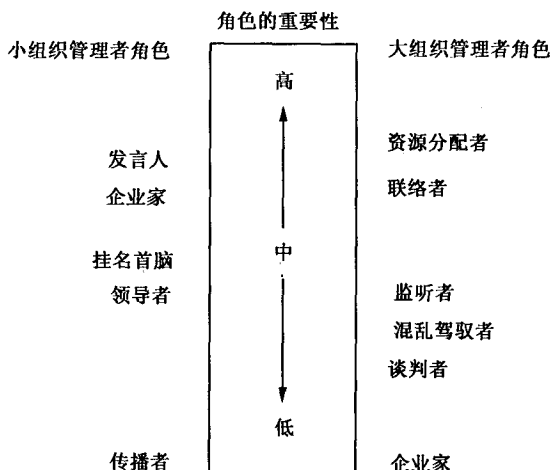 角色的重要性
小组织管理者角色
大组织管理者角色
高
资源分配者
发言人
联络者
企业家
中
挂名首脑
领导者
监听者
混乱驾驭者
谈判者
低
传播者
企业家